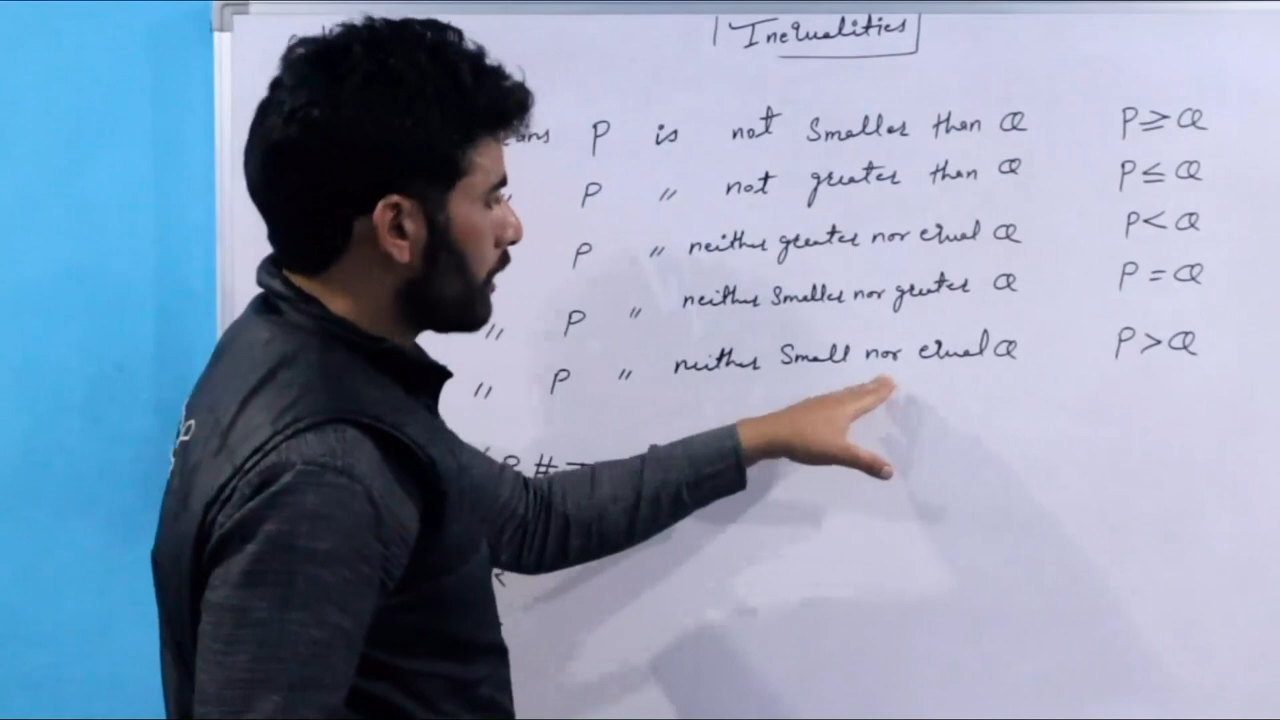 Inequalities
P is not Smaller than Q P ≥ Q
P " not greater than Q P ≤ Q
P " neither greater nor equal Q P < Q
" P " neither Smaller nor greater Q P = Q
" P " neither Small nor equal Q P > Q